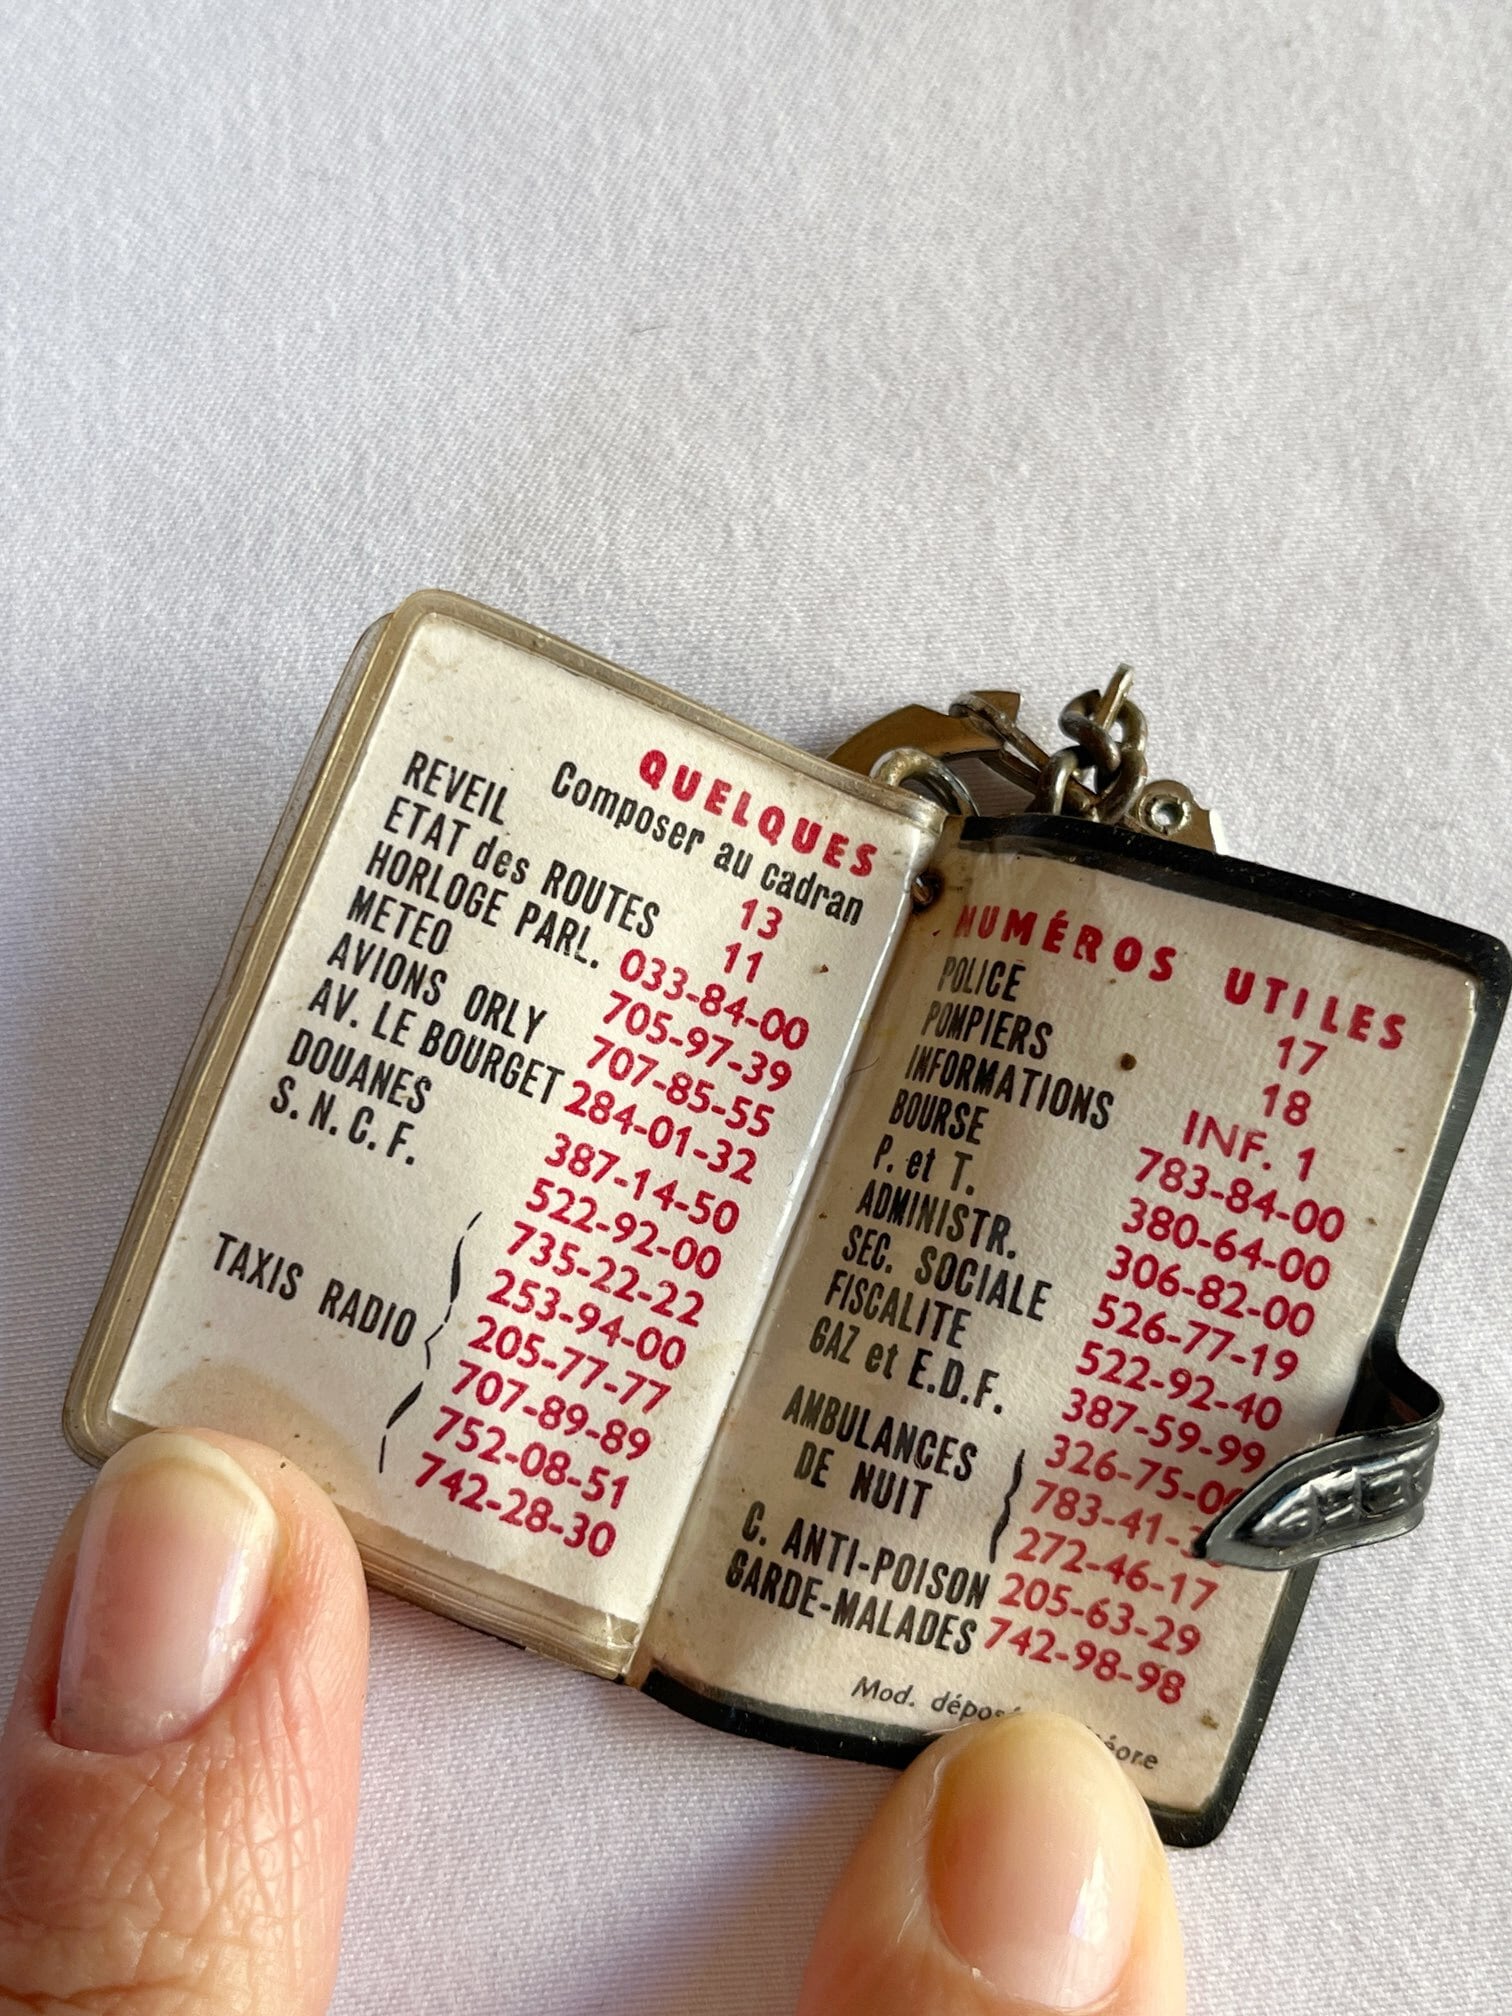 QUELQUES
Composer au cadran
REVEIL 13
ETAT des ROUTES 11
HORLOGE PARL. 033-84-00
METEO 705-97-39
AVIONS ORLY 707-85-55
AV. LE BOURGET 284-01-32
DOUANES 387-14-50
S. N. C. F. 522-92-00
735-22-22
253-94-00
TAXIS RADIO 205-77-77
707-89-89
752-08-51
742-28-30
NUMÉROS UTILES
POLICE 17
POMPIERS 18
INFORMATIONS INF. 1
BOURSE 783-84-00
P. et T. 380-64-00
ADMINISTR. 306-82-00
SEC. SOCIALE 526-77-19
FISCALITE 522-92-40
GAZ et E.D.F. 387-59-99
AMBULANCES
DE NUIT
272-46-17
C. ANTI-POISON 205-63-29
GARDE-MALADES 742-98-98
Mod.